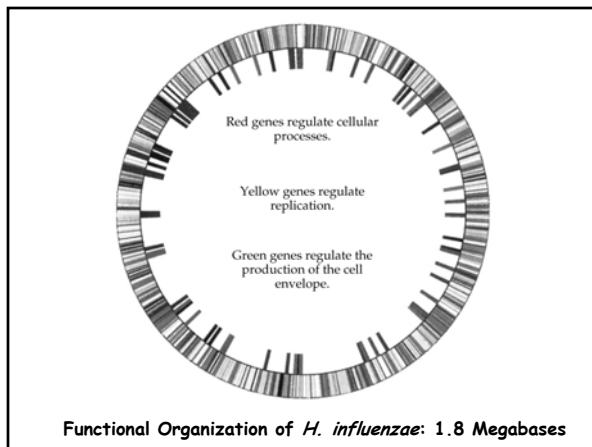 Red genes regulate cellular
processes.
Yellow genes regulate
replication.
Green genes regulate the
production of the cell
envelope.
Functional Organization of H. influenzae: 1.8 Megabases